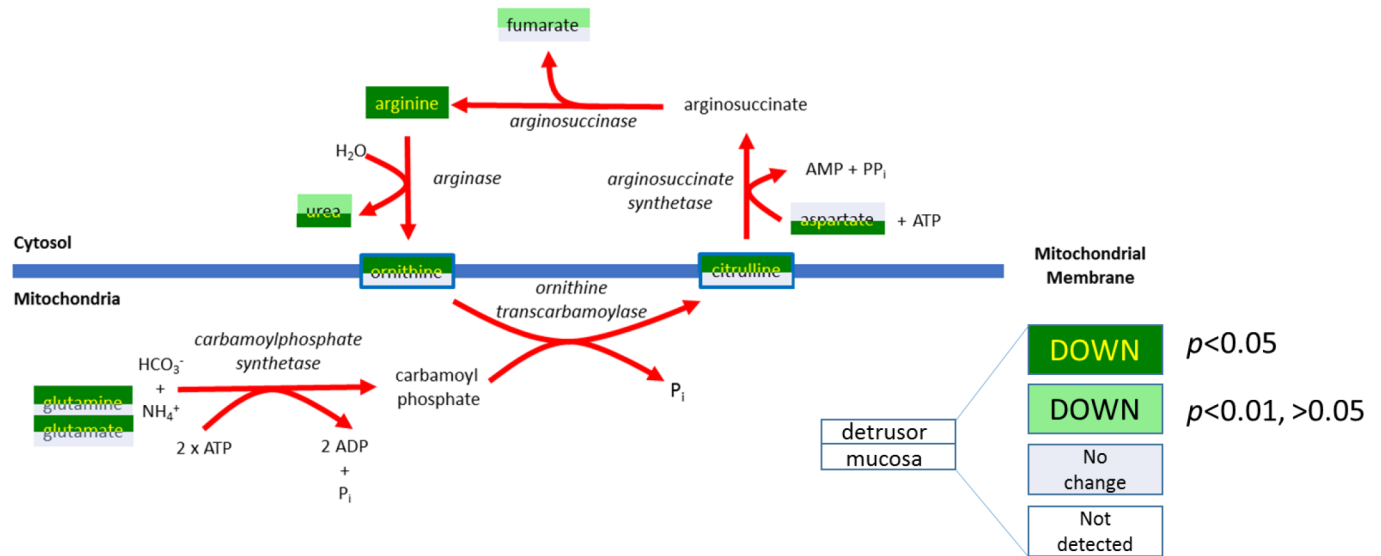 fumarate
arginine
arginosuccinate
arginosuccinase
H₂O
arginase
arginosuccinate
synthetase
AMP + PPᵢ
urea
aspartate + ATP
Cytosol
ornithine
citrulline
Mitochondrial
Membrane
Mitochondria
ornithine
transcarbamoylase
carbamoylphosphate
synthetase
HCO₃⁻
+
NH₄⁺
glutamine
glutamate
carbamoyl
phosphate
Pᵢ
2 x ATP
2 ADP
+
Pᵢ
detrusor
mucosa
DOWN p<0.05
DOWN p<0.01, >0.05
No
change
Not
detected